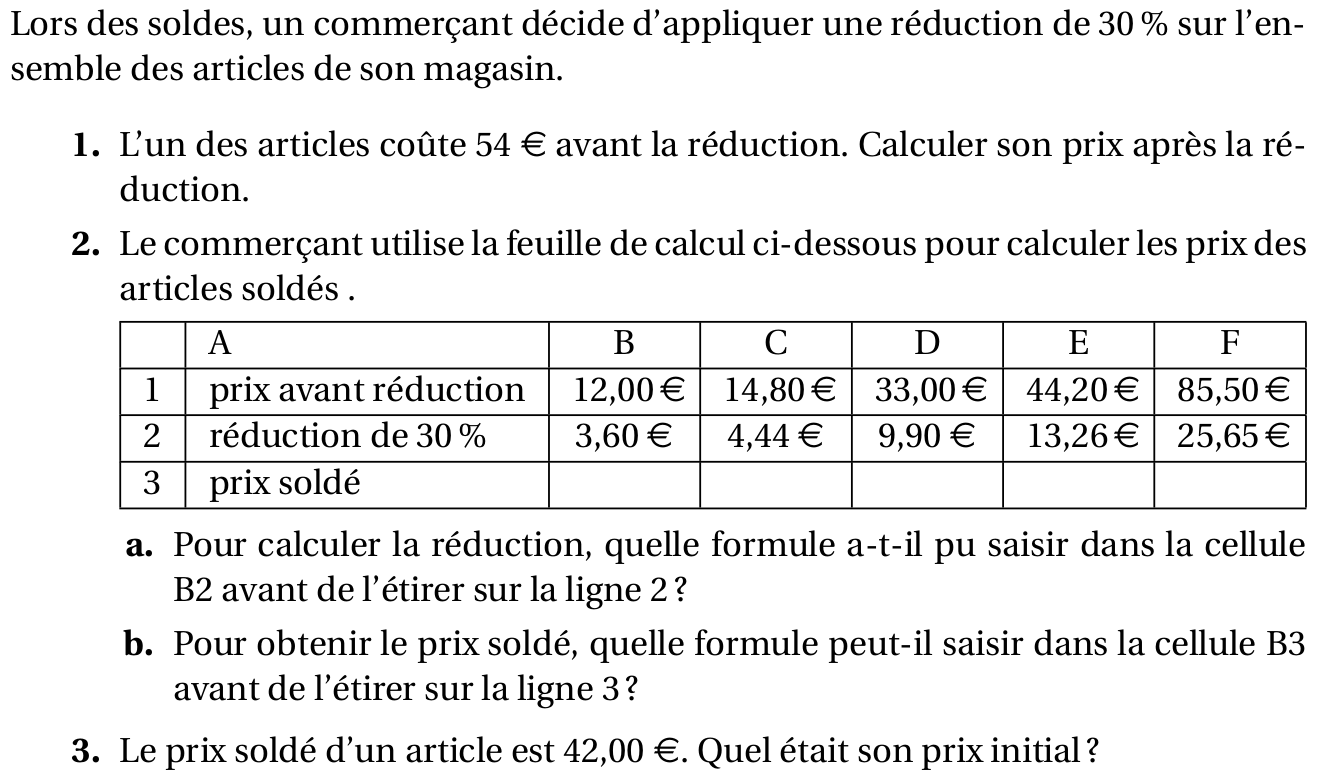 Lors des soldes, un commerçant décide d'appliquer une réduction de 30 % sur l'en-
semble des articles de son magasin.
1. L'un des articles coûte 54 € avant la réduction. Calculer son prix après la ré-
duction.
2. Le commerçant utilise la feuille de calcul ci-dessous pour calculer les prix des
articles soldés .
A B C D E F
1 prix avant réduction 12,00 € 14,80 € 33,00 € 44,20 € 85,50 €
2 réduction de 30 % 3,60 € 4,44 € 9,90 € 13,26 € 25,65 €
3 prix soldé
a. Pour calculer la réduction, quelle formule a-t-il pu saisir dans la cellule
B2 avant de l'étirer sur la ligne 2 ?
b. Pour obtenir le prix soldé, quelle formule peut-il saisir dans la cellule B3
avant de l'étirer sur la ligne 3 ?
3. Le prix soldé d'un article est 42,00 €. Quel était son prix initial ?